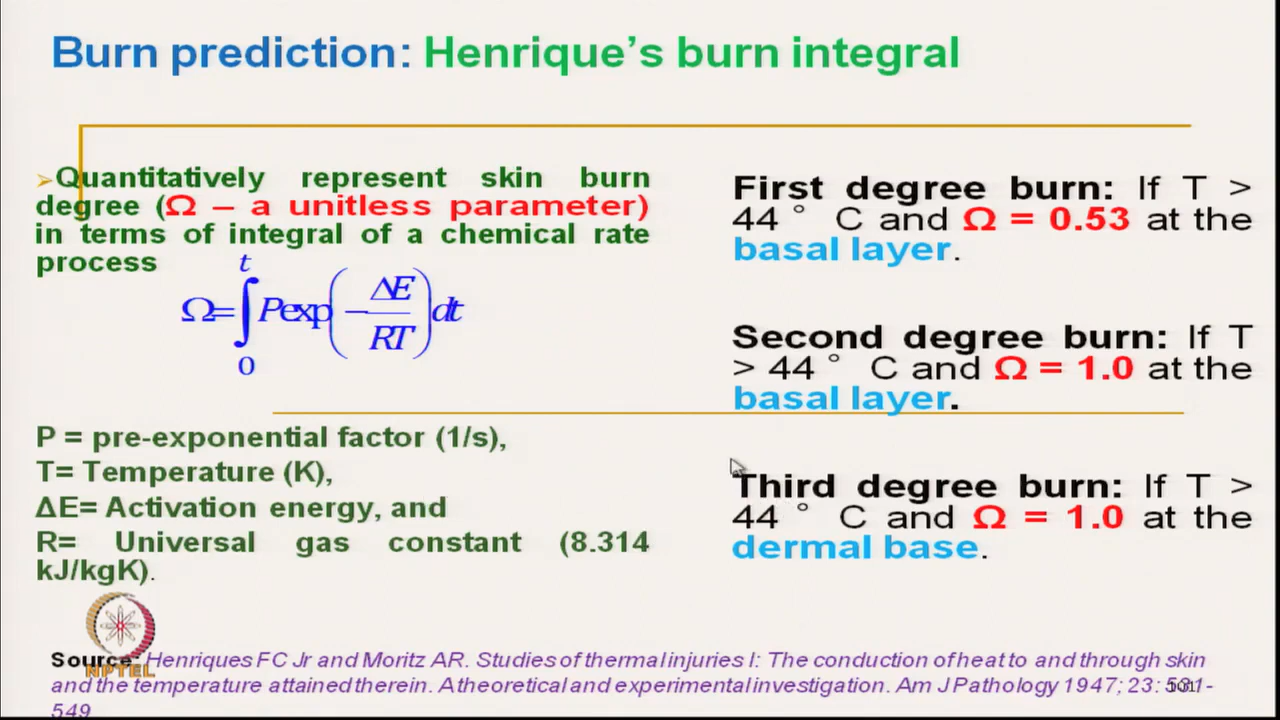 Burn prediction: Henrique’s burn integral
➢Quantitatively represent skin burn
degree (Ω – a unitless parameter)
in terms of integral of a chemical rate
process
Ω=∫₀ᵗ Pexp(−ΔE/RT)dt
P = pre-exponential factor (1/s),
T= Temperature (K),
ΔE= Activation energy, and
R= Universal gas constant (8.314
kJ/kgK).
First degree burn: If T >
44 ° C and Ω = 0.53 at the
basal layer.
Second degree burn: If T
> 44 ° C and Ω = 1.0 at the
basal layer.
Third degree burn: If T >
44 ° C and Ω = 1.0 at the
dermal base.
NPTEL
Source: Henriques FC Jr and Moritz AR. Studies of thermal injuries I: The conduction of heat to and through skin
and the temperature attained therein. A theoretical and experimental investigation. Am J Pathology 1947; 23: 531-
549